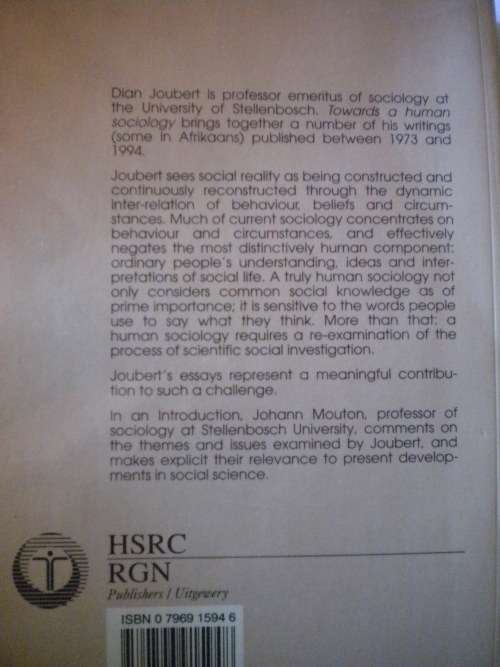 Dian Joubert is professor emeritus of sociology at
the University of Stellenbosch. Towards a human
sociology brings together a number of his writings
(some in Afrikaans) published between 1973 and
1994.
Joubert sees social reality as being constructed and
continuously reconstructed through the dynamic
inter-relation of behaviour, beliefs and circum-
stances. Much of current sociology concentrates on
behaviour and circumstances, and effectively
negates the most distinctively human component:
ordinary people's understanding, ideas and inter-
pretations of social life. A truly human sociology not
only considers common social knowledge as of
prime importance; it is sensitive to the words people
use to say what they think. More than that: a
human sociology requires a re-examination of the
process of scientific social investigation.
Joubert's essays represent a meaningful contribu-
tion to such a challenge.
In an Introduction, Johann Mouton, professor of
sociology at Stellenbosch University, comments on
the themes and issues examined by Joubert, and
makes explicit their relevance to present develop-
ments in social science.
HSRC
RGN
Publishers / Uitgewery
ISBN 0 7969 1594 6